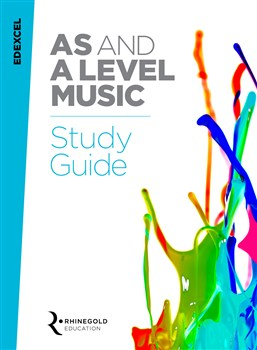 EDEXCEL
AS AND
A LEVEL
MUSIC
Study
Guide
RHINEGOLD
EDUCATION